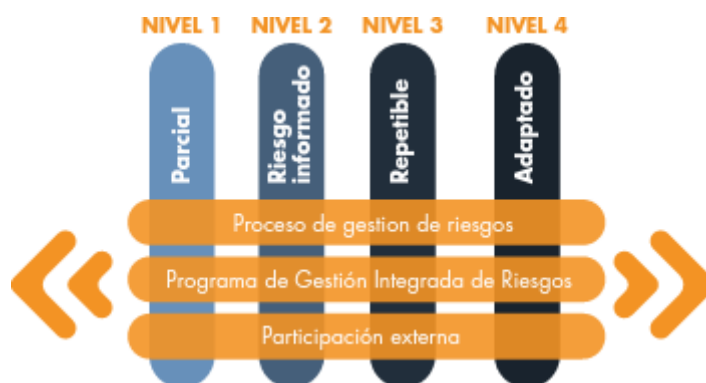 NIVEL 1 NIVEL 2 NIVEL 3 NIVEL 4
Parcial
Riesgo
informado
Repetible
Adaptado
Proceso de gestion de riesgos
Programa de Gestión Integrada de Riesgos
Participación externa